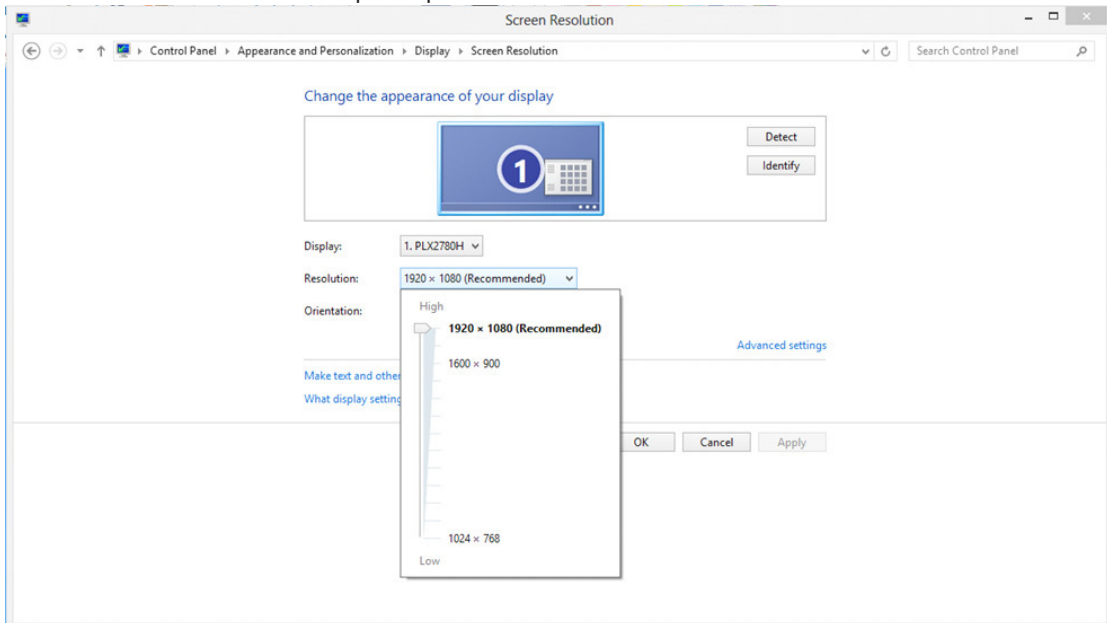 Screen Resolution
Control Panel Appearance and Personalization Display Screen Resolution
Search Control Panel
Change the appearance of your display
1
Detect
Identify
Display: 1. PLX2780H
Resolution: 1920 × 1080 (Recommended)
Orientation:
High
1920 × 1080 (Recommended)
1600 × 900
1024 × 768
Low
Advanced settings
Make text and other
What display setting
OK Cancel Apply